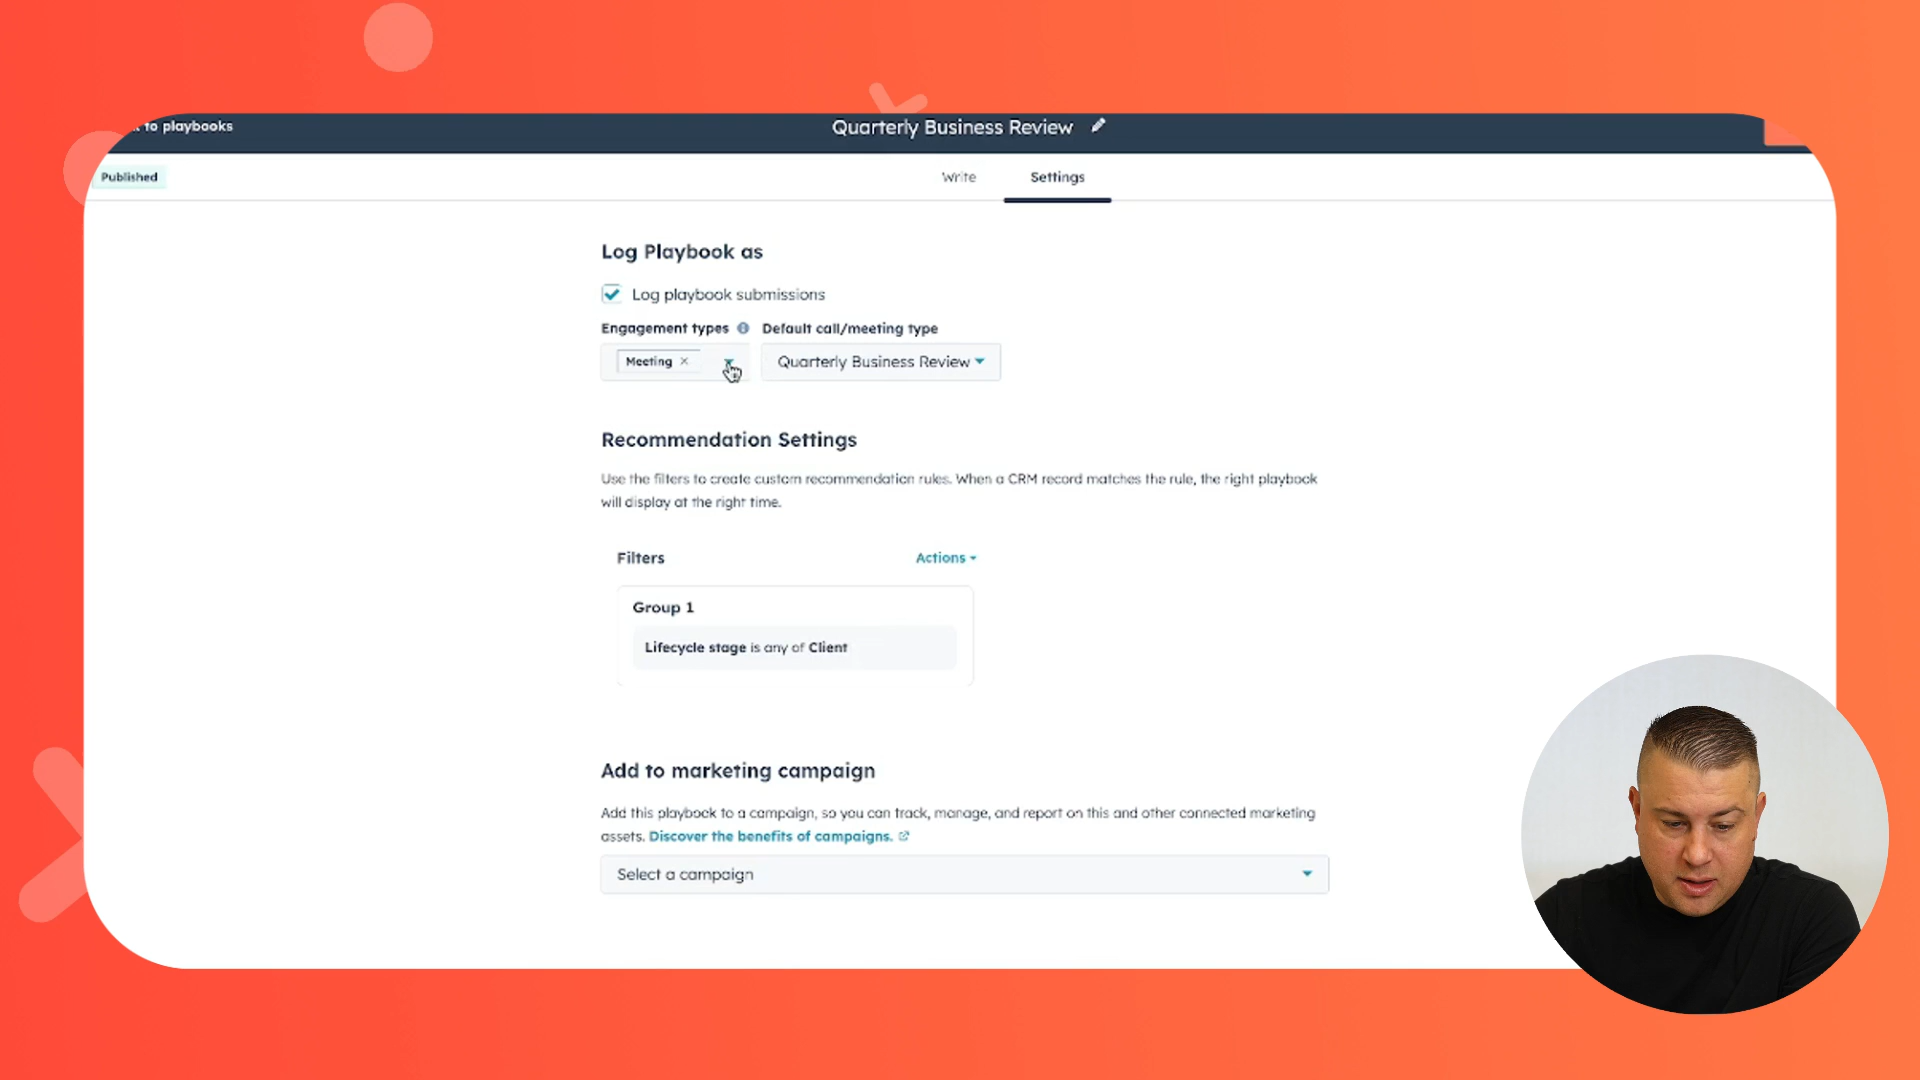 to playbooks
Quarterly Business Review
Published
Write
Settings
Log Playbook as
Log playbook submissions
Engagement types
Default call/meeting type
Meeting ×
Quarterly Business Review
Recommendation Settings
Use the filters to create custom recommendation rules. When a CRM record matches the rule, the right playbook
will display at the right time.
Filters
Actions
Group 1
Lifecycle stage is any of Client
Add to marketing campaign
Add this playbook to a campaign, so you can track, manage, and report on this and other connected marketing
assets. Discover the benefits of campaigns.
Select a campaign